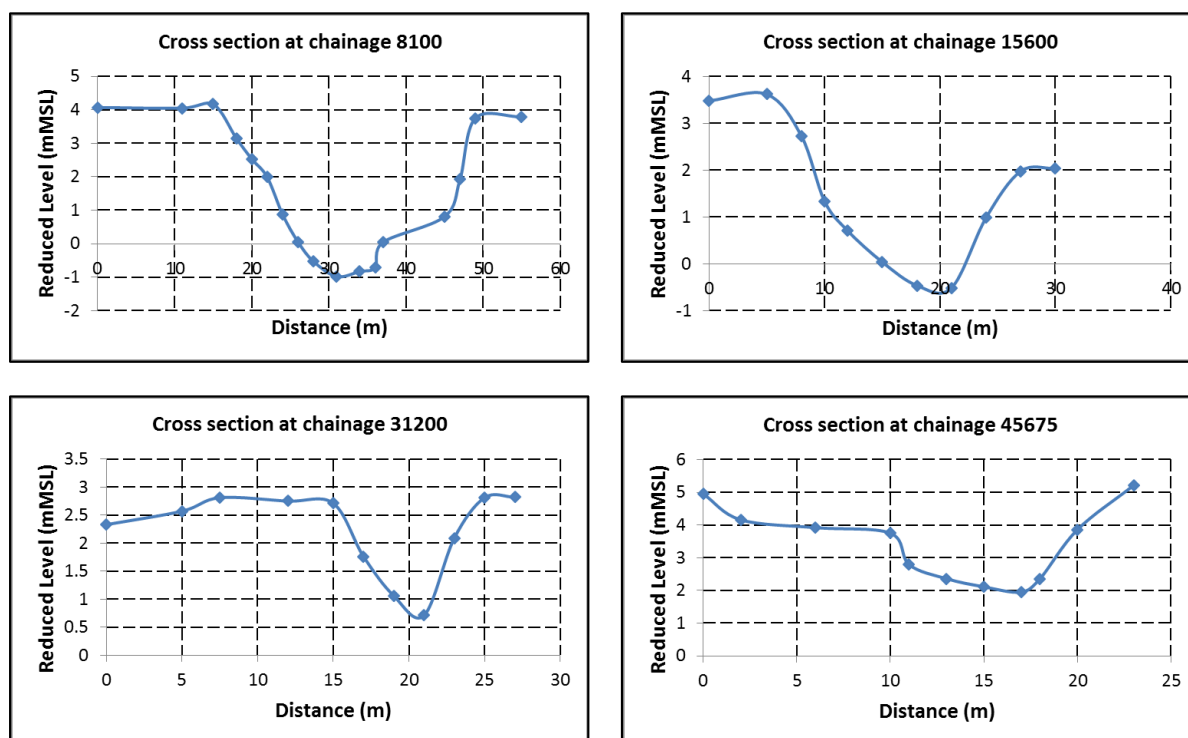 Cross section at chainage 8100
Reduced Level (mMSL)
5
4
3
2
1
0
-1
-2
0 10 20 30 40 50 60
Distance (m)
Cross section at chainage 15600
Reduced Level (mMSL)
4
3
2
1
0
-1
0 10 20 30 40
Distance (m)
Cross section at chainage 31200
Reduced Level (mMSL)
3.5
3
2.5
2
1.5
1
0.5
0
0 5 10 15 20 25 30
Distance (m)
Cross section at chainage 45675
Reduced Level (mMSL)
6
5
4
3
2
1
0
0 5 10 15 20 25
Distance (m)